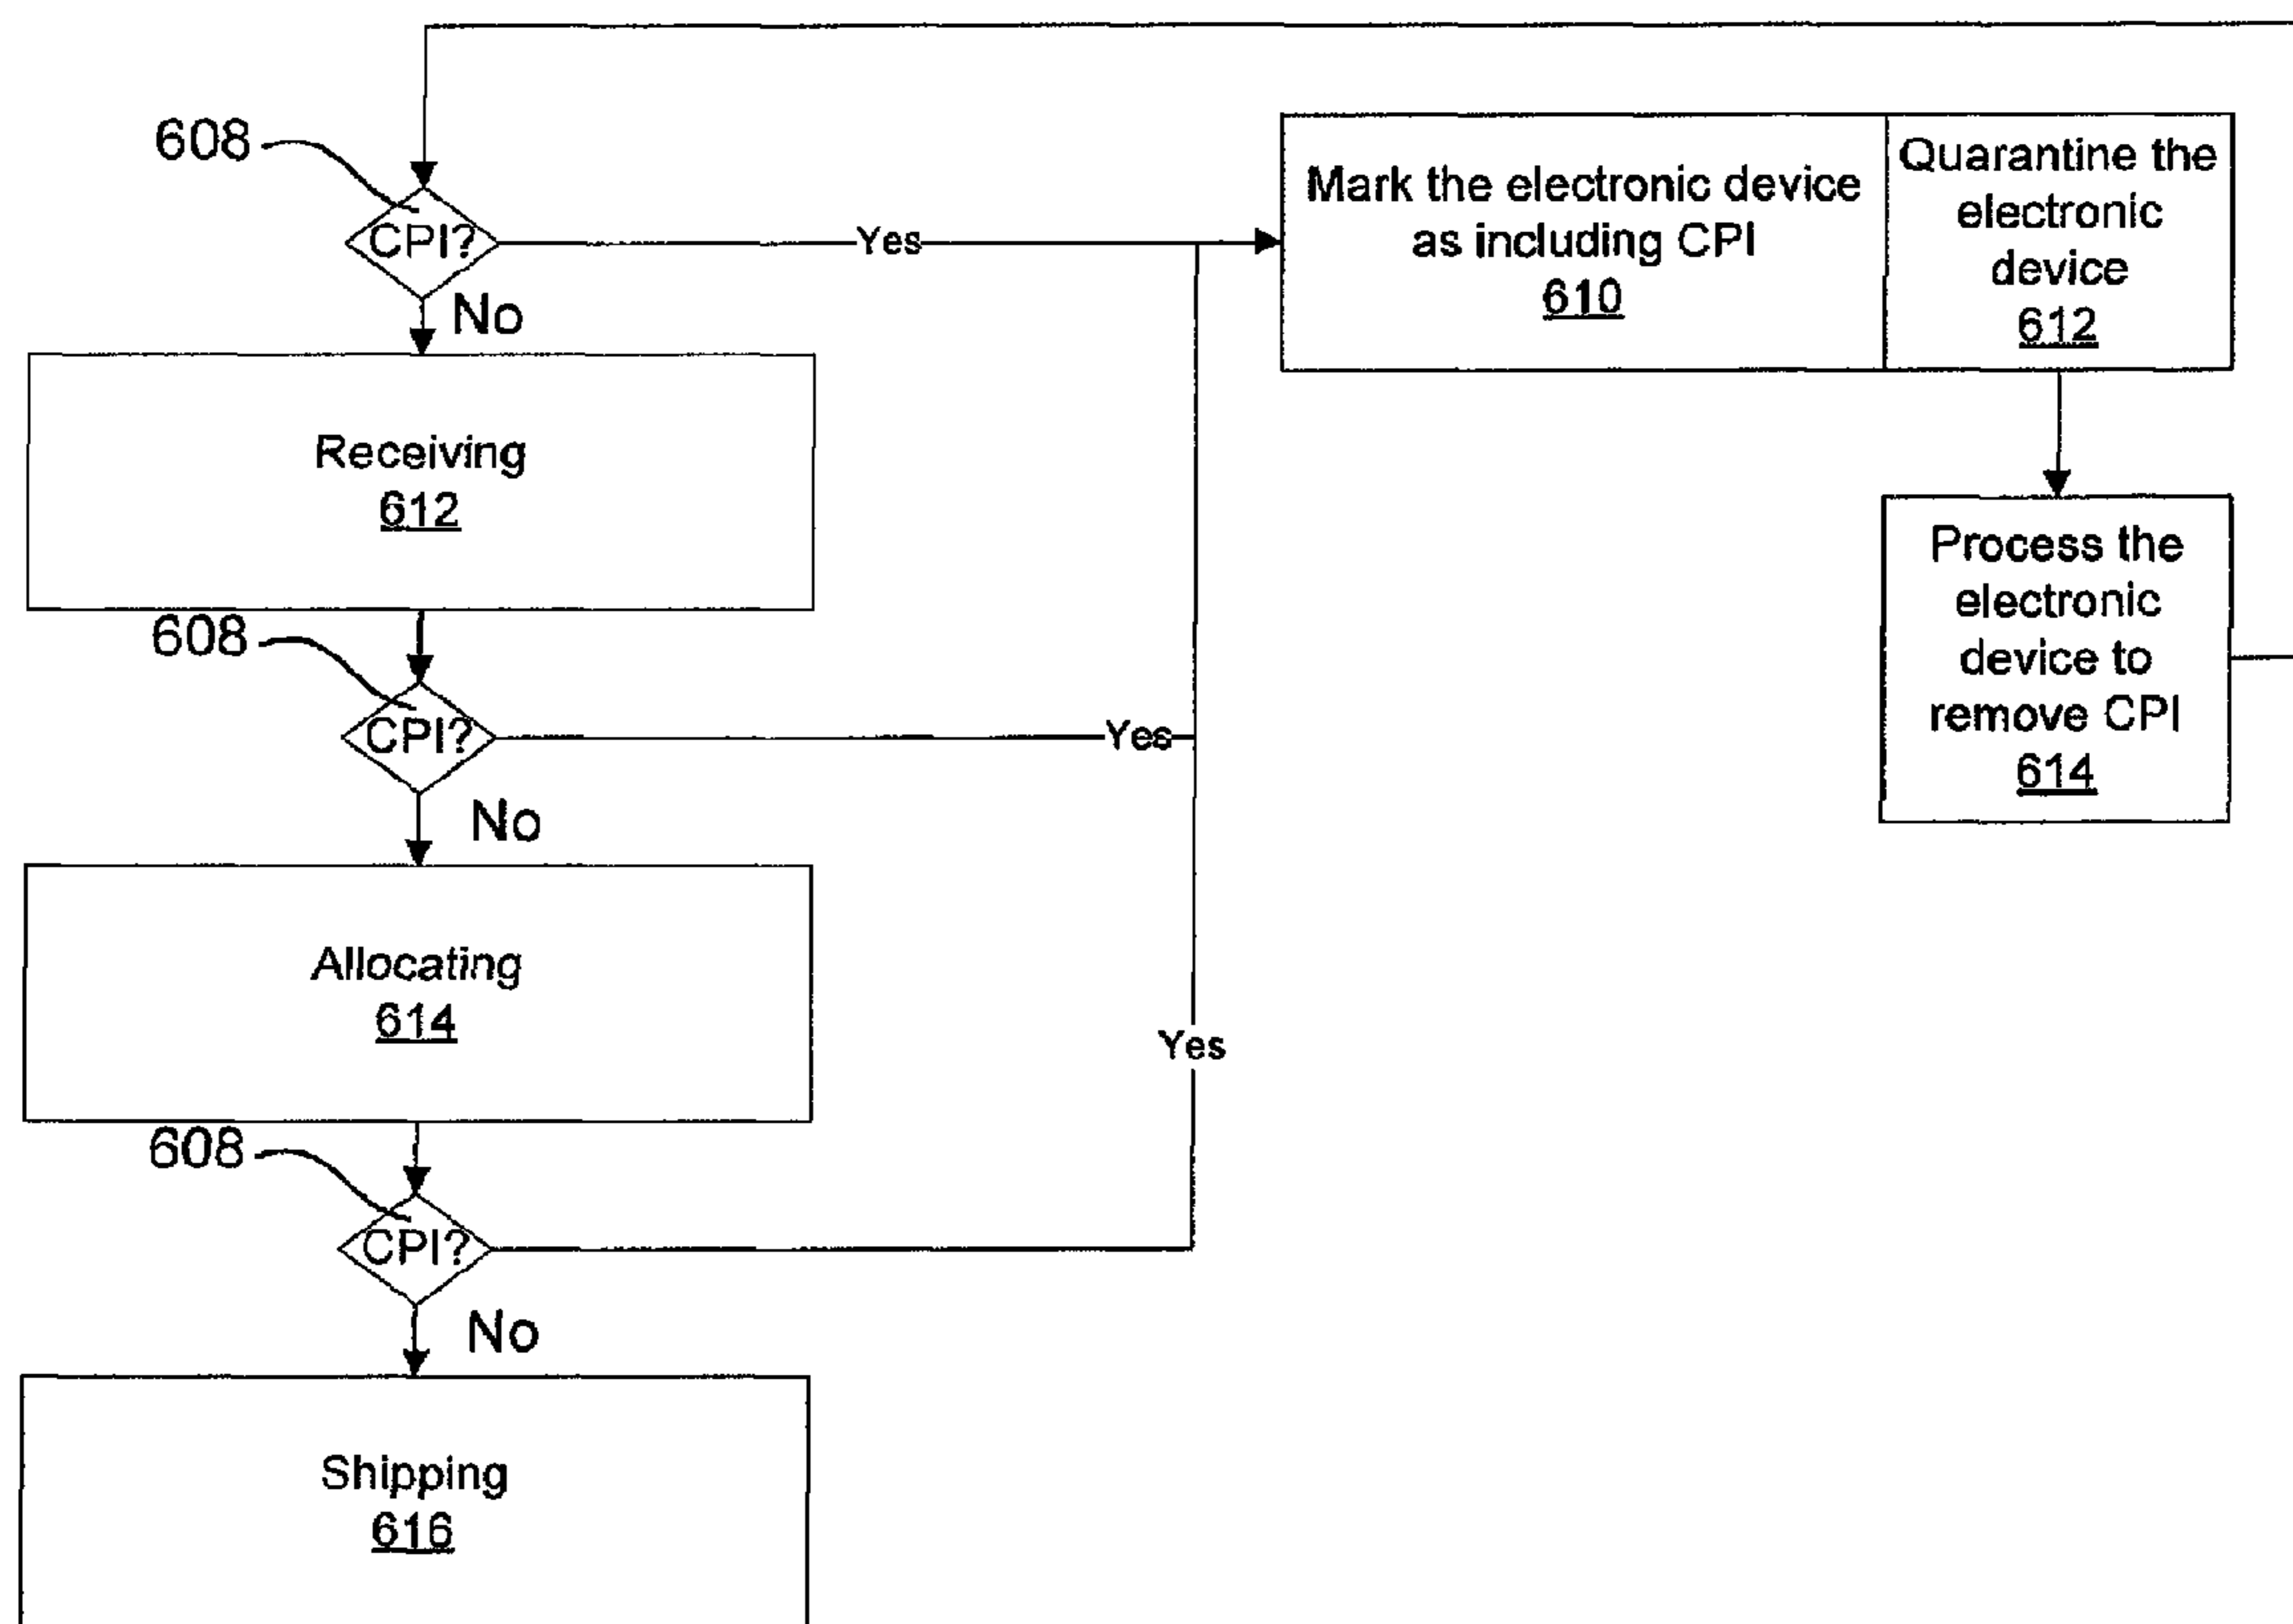 608
CPI?
Yes
No
Mark the electronic device
as including CPI
610
Quarantine the
electronic
device
612
Receiving
612
Process the
electronic
device to
remove CPI
614
608
CPI?
Yes
No
Allocating
614
Yes
608
CPI?
No
Shipping
616